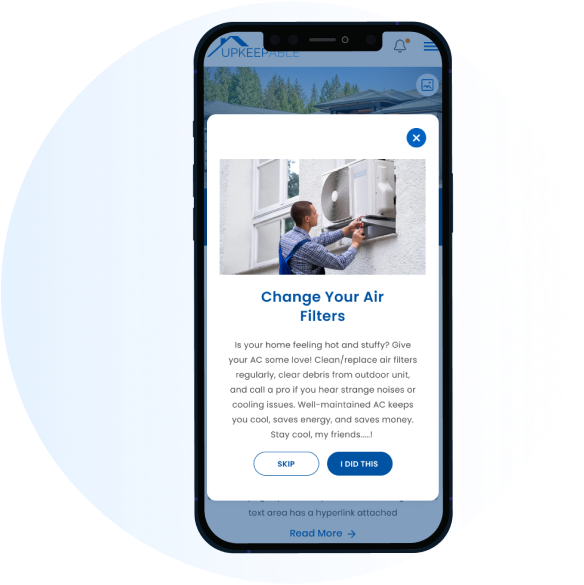 UPKEEPABLE
Change Your Air
Filters
Is your home feeling hot and stuffy? Give
your AC some love! Clean/replace air filters
regularly, clear debris from outdoor unit,
and call a pro if you hear strange noises or
cooling issues. Well-maintained AC keeps
you cool, saves energy, and saves money.
Stay cool, my friends.....!
SKIP
I DID THIS
text area has a hyperlink attached
Read More →